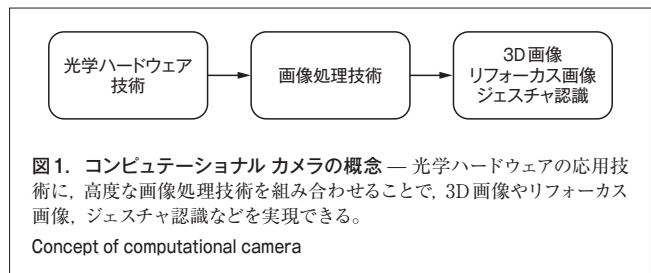 光学ハードウェア
技術
画像処理技術
3D画像
リフォーカス画像
ジェスチャ認識
図1. コンピュテーショナル カメラの概念 — 光学ハードウェアの応用技
術に, 高度な画像処理技術を組み合わせることで, 3D画像やリフォーカス
画像, ジェスチャ認識などを実現できる。
Concept of computational camera